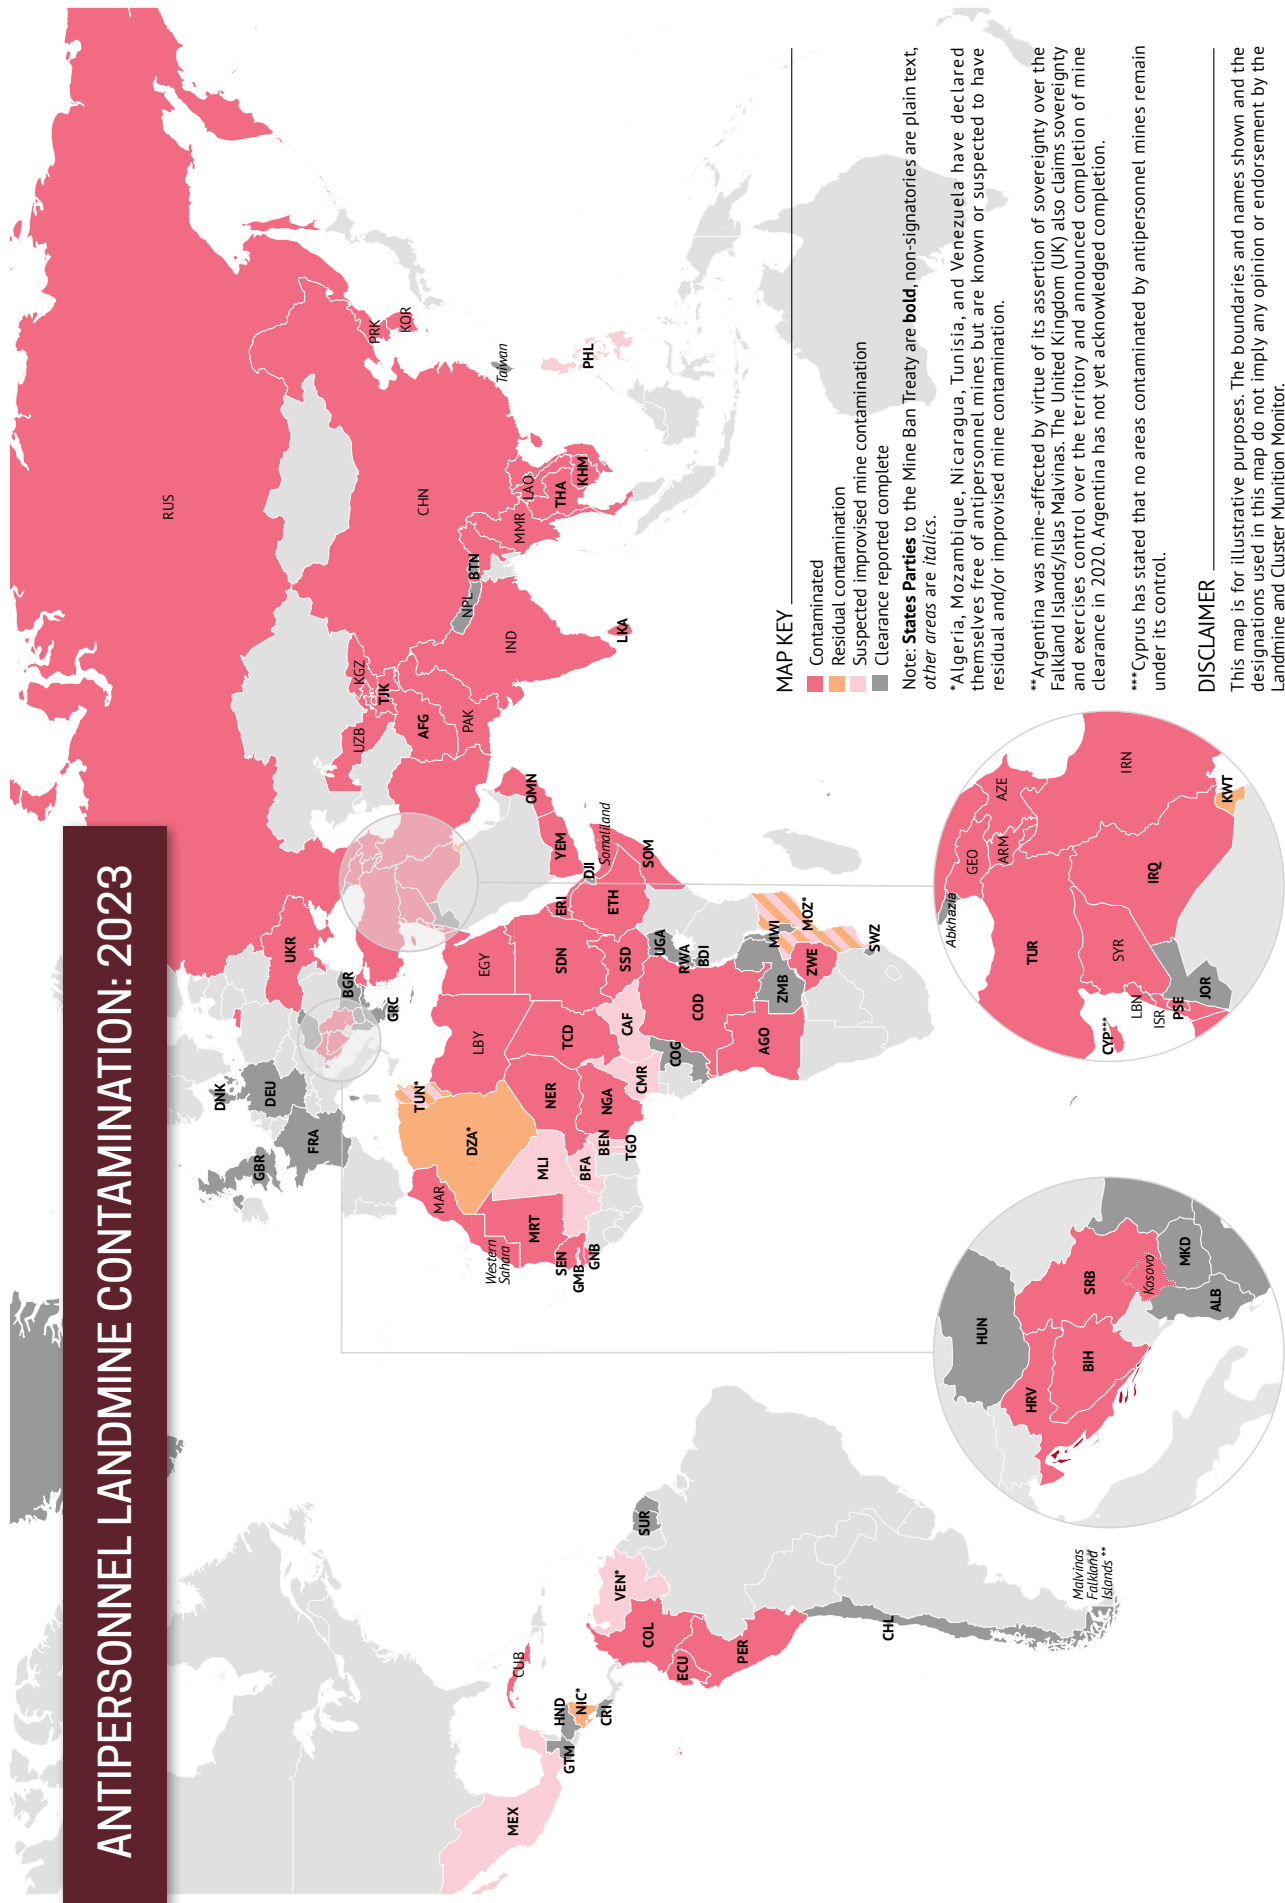 ANTIPERSONNEL LANDMINE CONTAMINATION: 2023
RUS
UKR
DNK
GBR
DEU
FRA
BGR
GRC
UZB
KGZ
TJK
AFG
PAK
CHN
PRK
KOR
NPL
BTN
IND
MMR
LAO
THA
KHM
LKA
Taiwan
PHL
MAR
TUN*
DZA*
LBY
EGY
Western
Sahara
MRT
MLI
NER
TCD
SDN
ERI
YEM
OMN
DJI
Somaliland
SEN
GMB
GNB
BFA
BEN
TGO
NGA
CMR
CAF
SSD
ETH
SOM
COG
COD
UGA
RWA
BDI
AGO
ZMB
MWI
MOZ*
ZWE
SWZ
MEX
CUB
GTM
HND
NIC*
CRI
VEN*
SUR
COL
ECU
PER
CHL
Malvinas
Falkland
Islands **
HUN
HRV
BIH
SRB
Kosovo
MKD
ALB
Abkhazia
GEO
AZE
ARM
TUR
SYR
IRQ
IRN
CYP***
LBN
ISR
PSE
JOR
KWT
MAP KEY
Contaminated
Residual contamination
Suspected improvised mine contamination
Clearance reported complete
Note: States Parties to the Mine Ban Treaty are bold, non-signatories are plain text,
other areas are italics.
*Algeria, Mozambique, Nicaragua, Tunisia, and Venezuela have declared
themselves free of antipersonnel mines but are known or suspected to have
residual and/or improvised mine contamination.
**Argentina was mine-affected by virtue of its assertion of sovereignty over the
Falkland Islands/Islas Malvinas. The United Kingdom (UK) also claims sovereignty
and exercises control over the territory and announced completion of mine
clearance in 2020. Argentina has not yet acknowledged completion.
***Cyprus has stated that no areas contaminated by antipersonnel mines remain
under its control.
DISCLAIMER
This map is for illustrative purposes. The boundaries and names shown and the
designations used in this map do not imply any opinion or endorsement by the
Landmine and Cluster Munition Monitor.